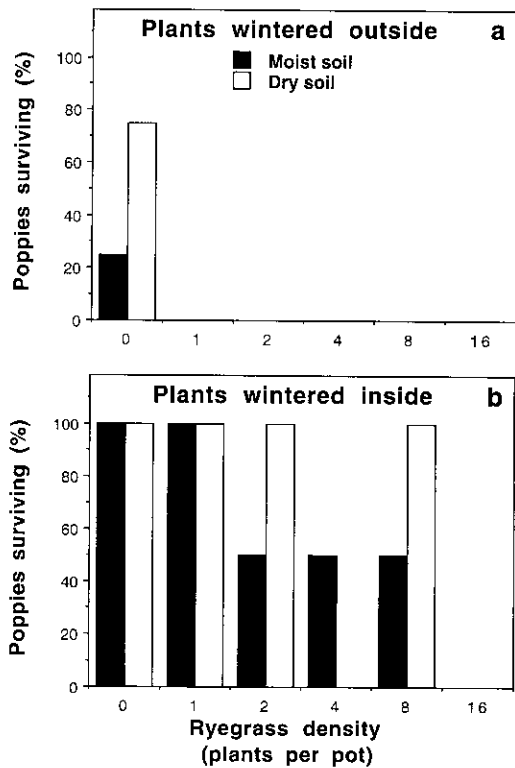 Plants wintered outside a
Moist soil
Dry soil
Poppies surviving (%)
100
80
60
40
20
0
0 1 2 4 8 16
Plants wintered inside b
Poppies surviving (%)
100
80
60
40
20
0
0 1 2 4 8 16
Ryegrass density
(plants per pot)